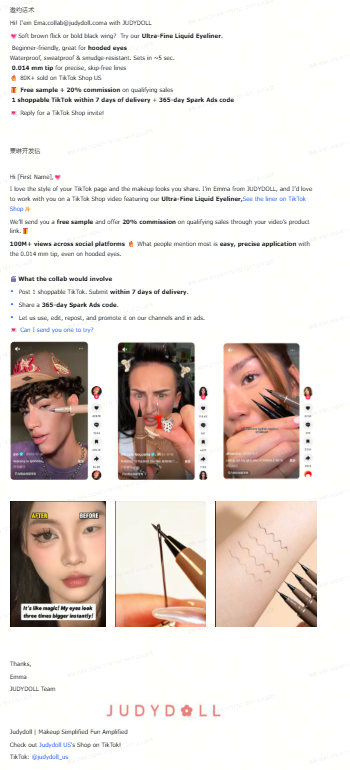 邀约话术
Hi! I'em Ema.collab@judydoll.coma with JUDYDOLL
💗Soft brown flick or bold black wing? Try our Ultra-Fine Liquid Eyeliner.
Beginner-friendly, great for hooded eyes
Waterproof, sweatproof & smudge-resistant. Sets in ~5 sec.
0.014 mm tip for precise, skip-free lines
🔥 80K+ sold on TikTok Shop US
🎁 Free sample + 20% commission on qualifying sales
1 shoppable TikTok within 7 days of delivery + 365-day Spark Ads code
💌 Reply for a TikTok Shop invite!
Hi [First Name],💗
I love the style of your TikTok page and the makeup looks you share. I'm Emma from JUDYDOLL, and I'd love
to work with you on a TikTok Shop video featuring our Ultra-Fine Liquid Eyeliner,See the liner on TikTok
Shop✨
We'll send you a free sample and offer 20% commission on qualifying sales through your video's product
link.🎁
100M+ views across social platforms 🔥 What people mention most is easy, precise application with
the 0.014 mm tip, even on hooded eyes.
🎬 What the collab would involve
• Post 1 shoppable TikTok. Submit within 7 days of delivery.
• Share a 365-day Spark Ads code.
• Let us use, edit, repost, and promote it on our channels and in ads.
💌 Can I send you one to try?
AFTER BEFORE
It's like magic! My eyes look
three times bigger instantly!
Thanks,
Emma
JUDYDOLL Team
JUDYDOLL
Judydoll | Makeup Simplified Fun Amplified
Check out Judydoll US's Shop on TikTok!
TikTok: @judydoll_us